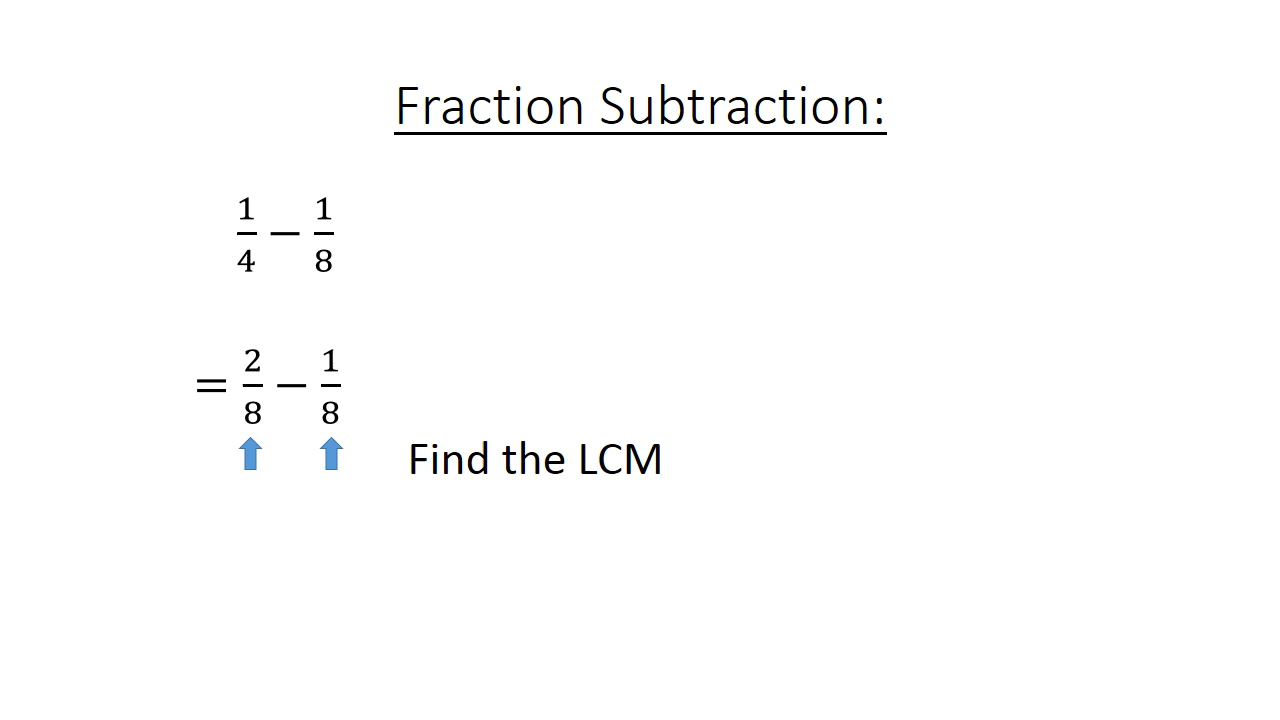 Fraction Subtraction:
1/4 − 1/8
= 2/8 − 1/8
Find the LCM